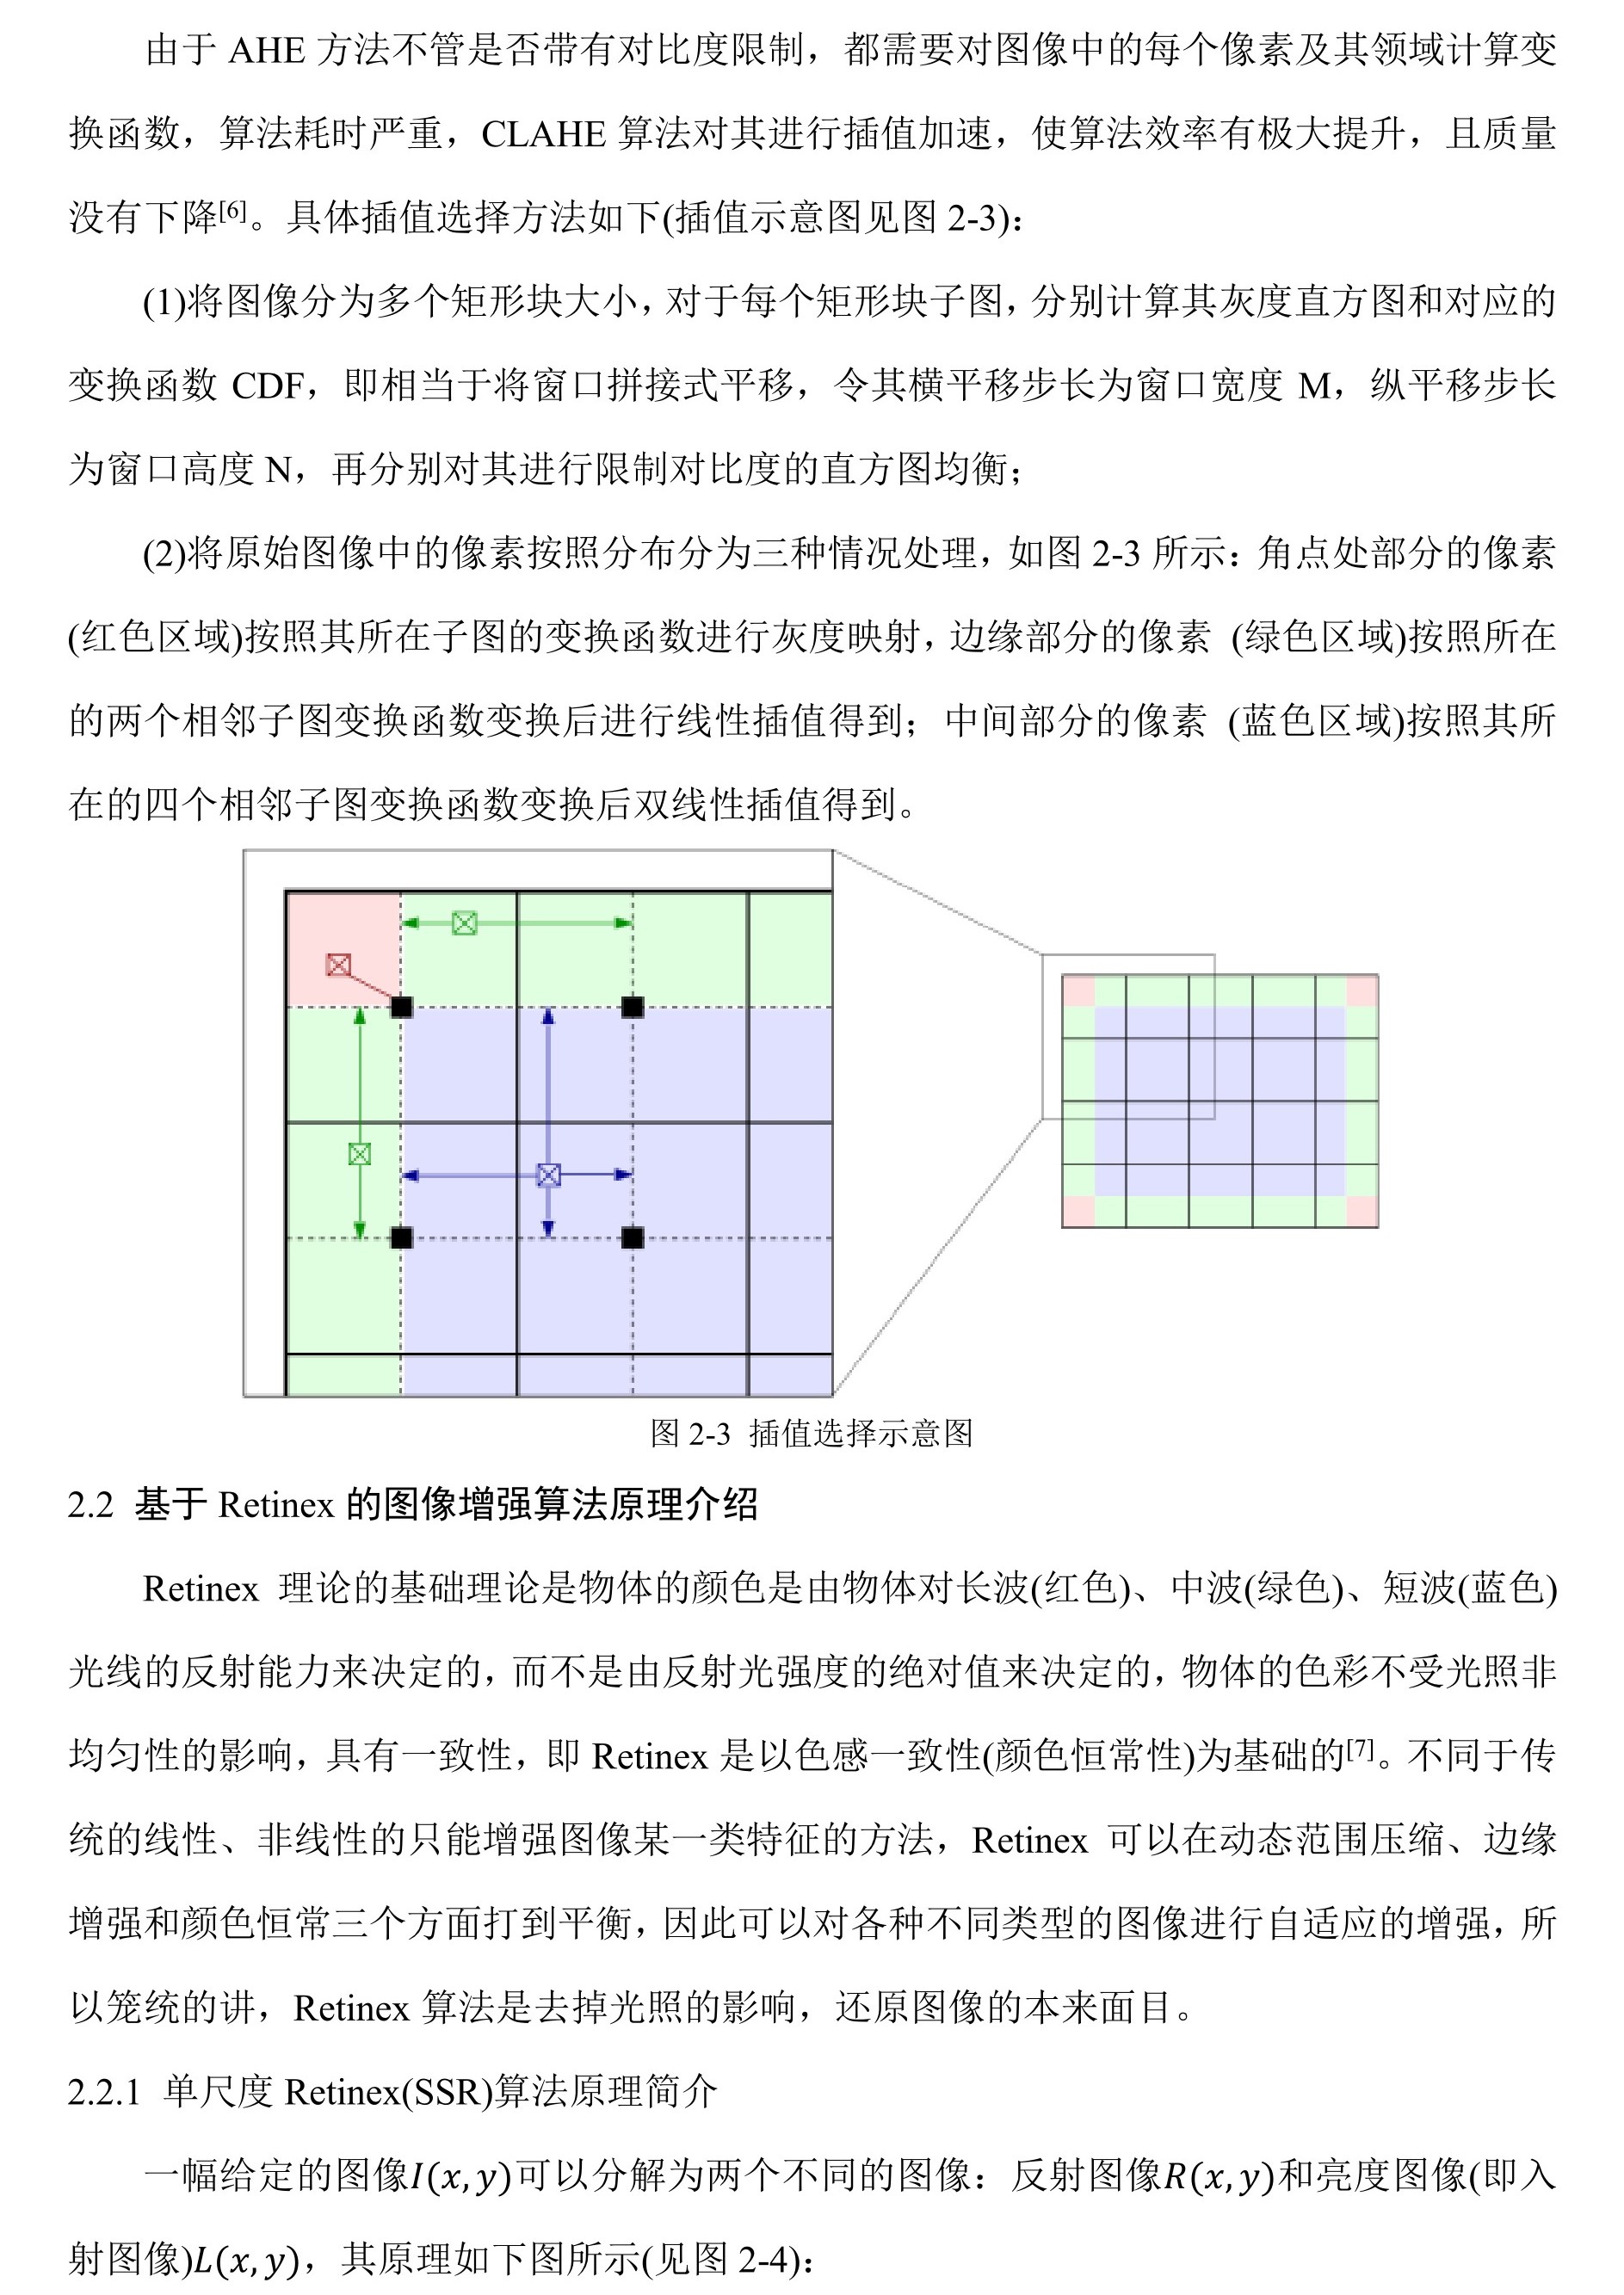 由于 AHE 方法不管是否带有对比度限制，都需要对图像中的每个像素及其领域计算变
换函数，算法耗时严重，CLAHE 算法对其进行插值加速，使算法效率有极大提升，且质量
没有下降[6]。具体插值选择方法如下(插值示意图见图 2-3)：
(1)将图像分为多个矩形块大小，对于每个矩形块子图，分别计算其灰度直方图和对应的
变换函数 CDF，即相当于将窗口拼接式平移，令其横平移步长为窗口宽度 M，纵平移步长
为窗口高度 N，再分别对其进行限制对比度的直方图均衡；
(2)将原始图像中的像素按照分布分为三种情况处理，如图 2-3 所示：角点处部分的像素
(红色区域)按照其所在子图的变换函数进行灰度映射，边缘部分的像素 (绿色区域)按照所在
的两个相邻子图变换函数变换后进行线性插值得到；中间部分的像素 (蓝色区域)按照其所
在的四个相邻子图变换函数变换后双线性插值得到。
图 2-3 插值选择示意图
2.2 基于 Retinex 的图像增强算法原理介绍
Retinex 理论的基础理论是物体的颜色是由物体对长波(红色)、中波(绿色)、短波(蓝色)
光线的反射能力来决定的，而不是由反射光强度的绝对值来决定的，物体的色彩不受光照非
均匀性的影响，具有一致性，即 Retinex 是以色感一致性(颜色恒常性)为基础的[7]。不同于传
统的线性、非线性的只能增强图像某一类特征的方法，Retinex 可以在动态范围压缩、边缘
增强和颜色恒常三个方面打到平衡，因此可以对各种不同类型的图像进行自适应的增强，所
以笼统的讲，Retinex 算法是去掉光照的影响，还原图像的本来面目。
2.2.1 单尺度 Retinex(SSR)算法原理简介
一幅给定的图像I(x,y)可以分解为两个不同的图像：反射图像R(x,y)和亮度图像(即入
射图像)L(x,y)，其原理如下图所示(见图 2-4)：